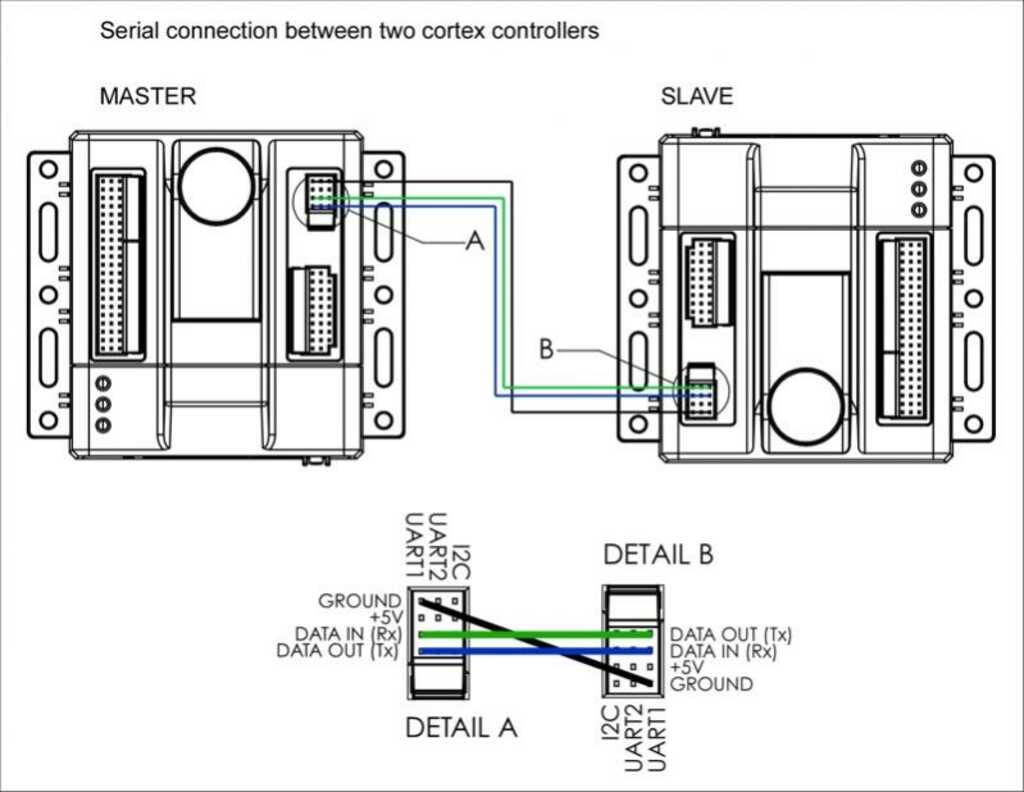 Serial connection between two cortex controllers
MASTER
SLAVE
A
B
UART1
UART2
I2C
DETAIL B
GROUND
+5V
DATA IN (Rx)
DATA OUT (Tx)
DATA OUT (Tx)
DATA IN (Rx)
+5V
GROUND
DETAIL A
I2C
UART2
UART1